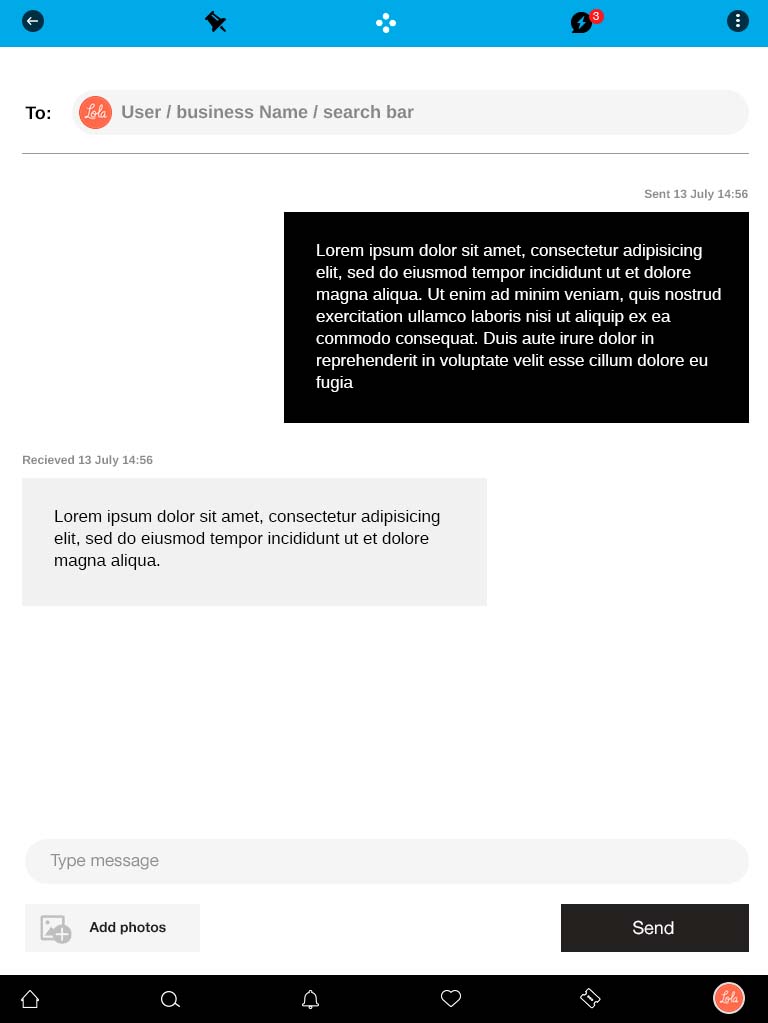 3
To:
Lola User / business Name / search bar
Sent 13 July 14:56
Lorem ipsum dolor sit amet, consectetur adipisicing
elit, sed do eiusmod tempor incididunt ut et dolore
magna aliqua. Ut enim ad minim veniam, quis nostrud
exercitation ullamco laboris nisi ut aliquip ex ea
commodo consequat. Duis aute irure dolor in
reprehenderit in voluptate velit esse cillum dolore eu
fugia
Recieved 13 July 14:56
Lorem ipsum dolor sit amet, consectetur adipisicing
elit, sed do eiusmod tempor incididunt ut et dolore
magna aliqua.
Type message
Add photos
Send
Lola